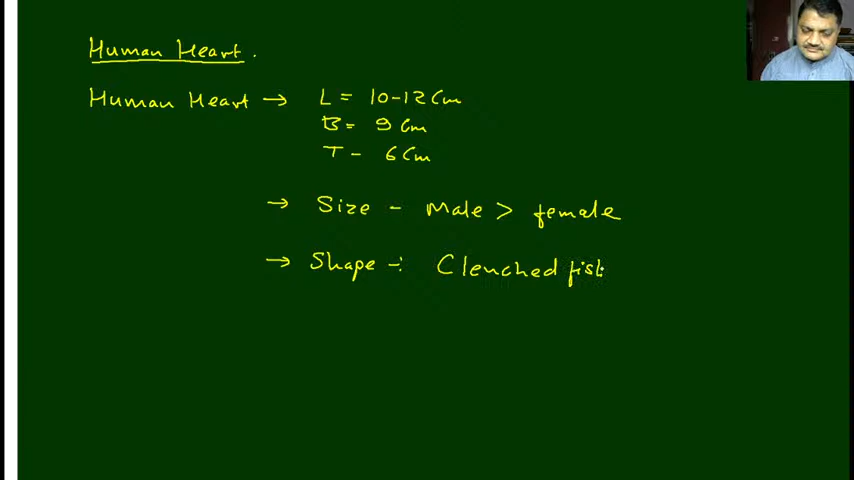 Human Heart.
Human Heart → L = 10-12 Cm
B = 9 Cm
T - 6 Cm
→ Size - Male > female
→ Shape -: Clenched fist